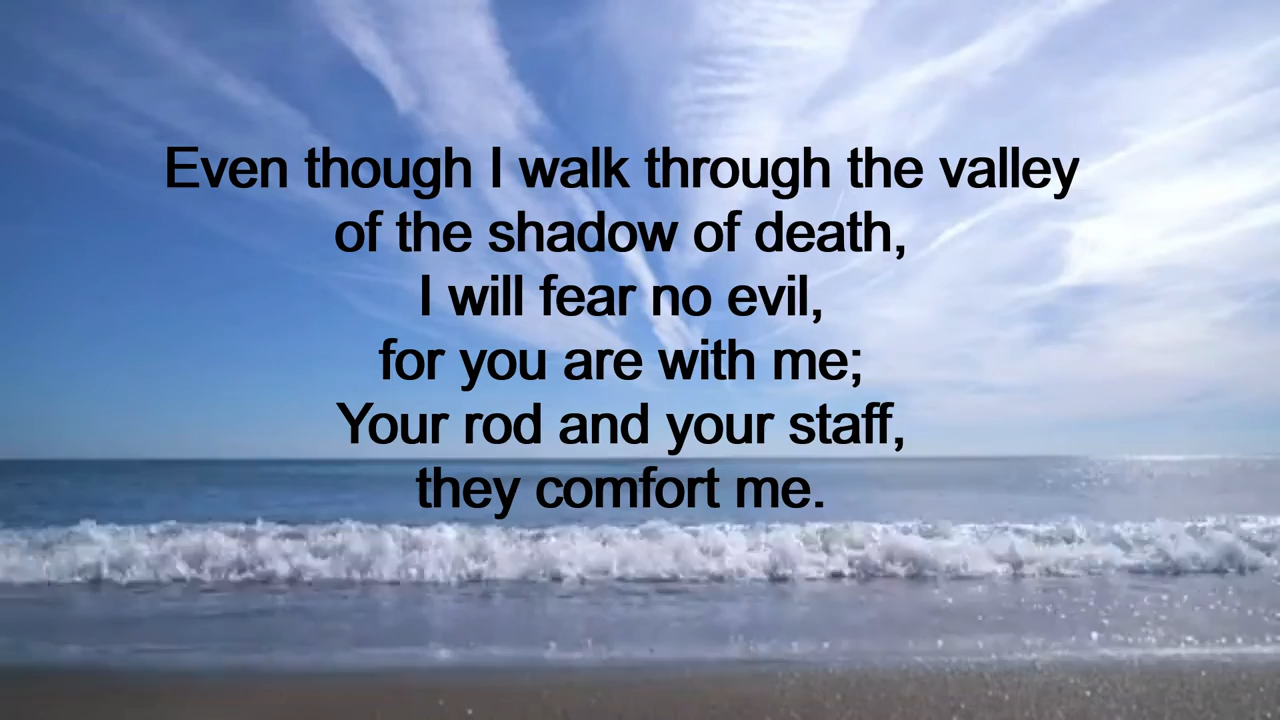 Even though I walk through the valley
of the shadow of death,
I will fear no evil,
for you are with me;
Your rod and your staff,
they comfort me.